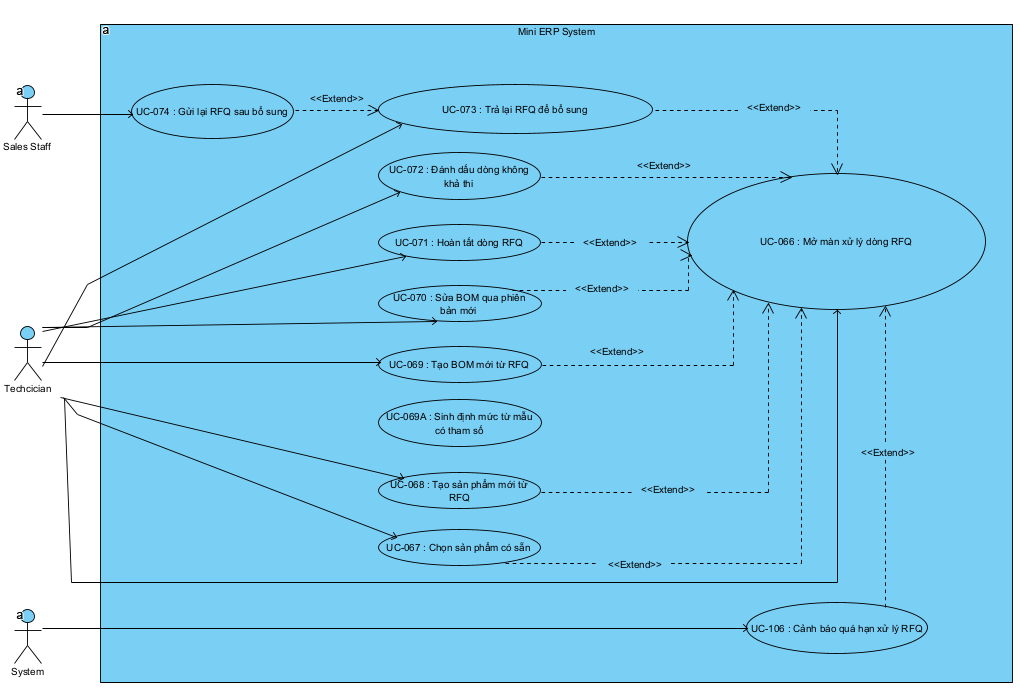 a
Mini ERP System
a
Sales Staff
UC-074 : Gửi lại RFQ sau bổ sung
<<Extend>>
UC-073 : Trả lại RFQ để bổ sung
<<Extend>>
UC-072 : Đánh dấu dòng không
khả thi
<<Extend>>
UC-071 : Hoàn tất dòng RFQ
<<Extend>>
UC-066 : Mở màn xử lý dòng RFQ
UC-070 : Sửa BOM qua phiên
bản mới
<<Extend>>
Techcician
UC-069 : Tạo BOM mới từ RFQ
<<Extend>>
UC-069A : Sinh định mức từ mẫu
có tham số
<<Extend>>
UC-068 : Tạo sản phẩm mới từ
RFQ
<<Extend>>
UC-067 : Chọn sản phẩm có sẵn
<<Extend>>
a
System
UC-106 : Cảnh báo quá hạn xử lý RFQ